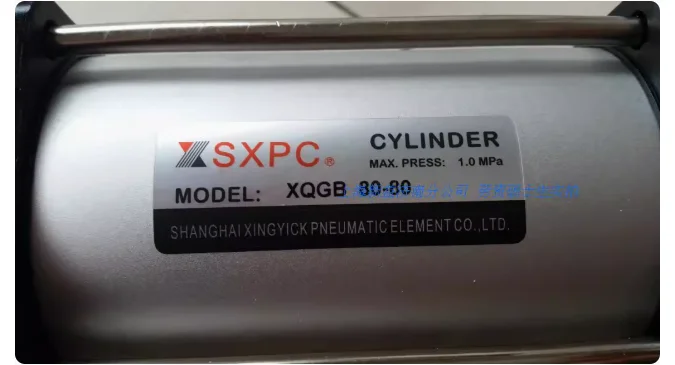 SXPC®
CYLINDER
MAX. PRESS: 1.0 MPa
MODEL: XQGB 80-80
SHANGHAI XINGYICK PNEUMATIC ELEMENT CO.,LTD.